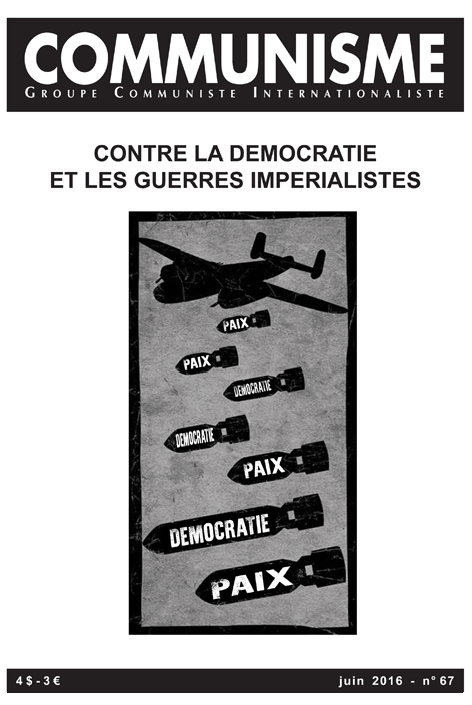 COMMUNISME
GROUPE COMMUNISTE INTERNATIONALISTE
CONTRE LA DEMOCRATIE
ET LES GUERRES IMPERIALISTES
PAIX
PAIX
DEMOCRATIE
DEMOCRATIE
PAIX
DEMOCRATIE
PAIX
4 $ - 3 €
juin 2016 - n° 67